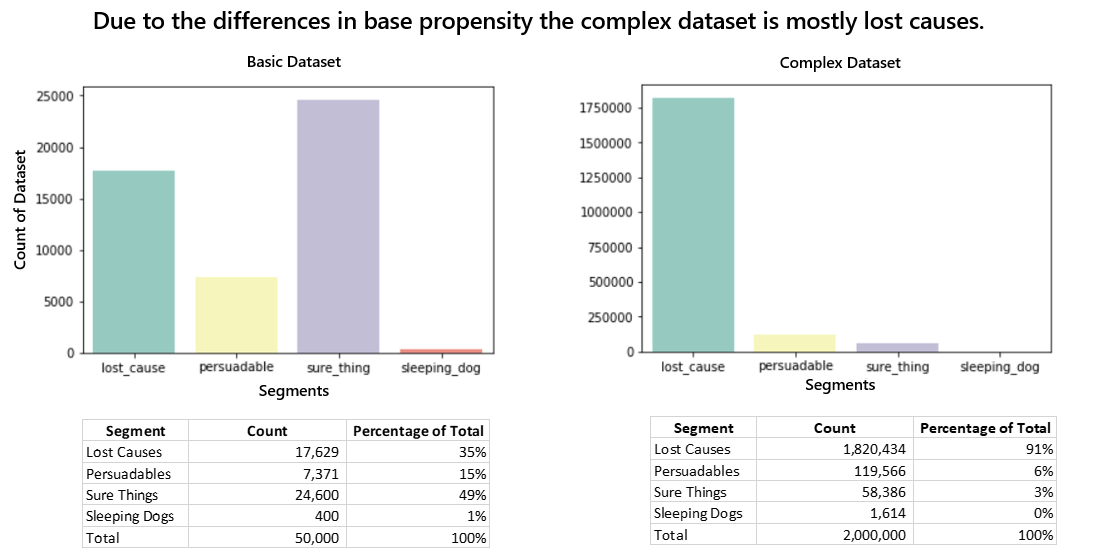 Due to the differences in base propensity the complex dataset is mostly lost causes.
Basic Dataset
Count of Dataset
25000
20000
15000
10000
5000
0
lost_cause persuadable sure_thing sleeping_dog
Segments
Segment Count Percentage of Total
Lost Causes 17,629 35%
Persuadables 7,371 15%
Sure Things 24,600 49%
Sleeping Dogs 400 1%
Total 50,000 100%
Complex Dataset
1750000
1500000
1250000
1000000
750000
500000
250000
0
lost_cause persuadable sure_thing sleeping_dog
Segments
Segment Count Percentage of Total
Lost Causes 1,820,434 91%
Persuadables 119,566 6%
Sure Things 58,386 3%
Sleeping Dogs 1,614 0%
Total 2,000,000 100%